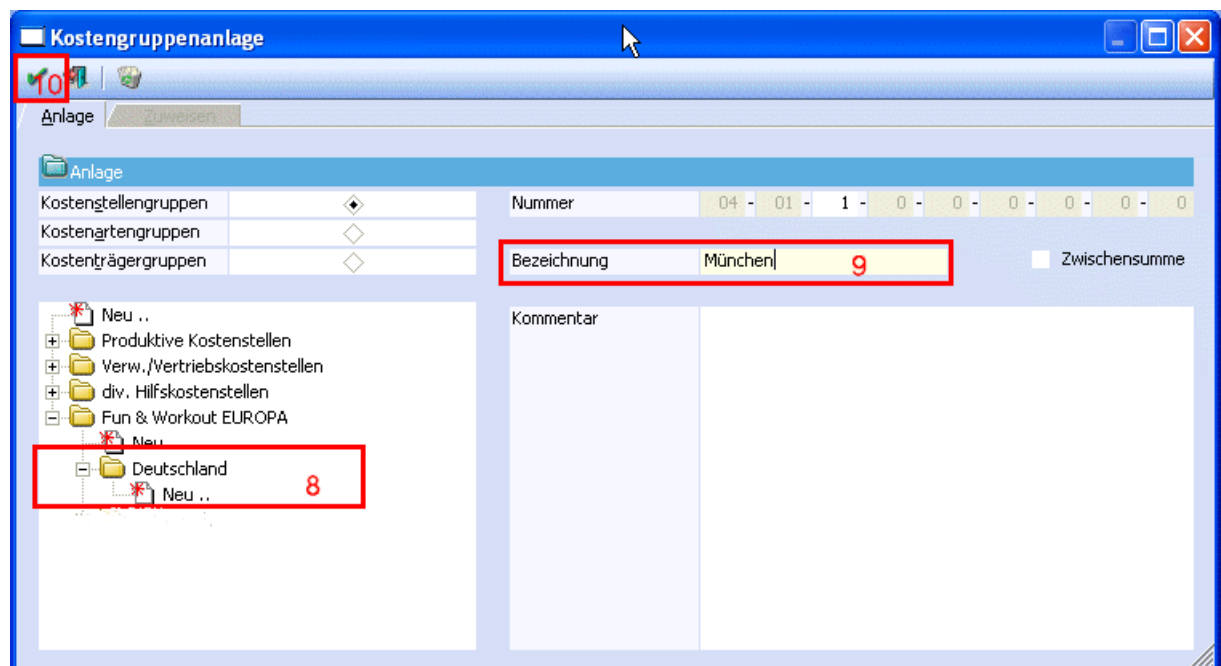 Kostengruppenanlage
10
Anlage Zuweisen
Anlage
Kostenstellengruppen
Kostenartengruppen
Kostenträgergruppen
Nummer 04 - 01 - 1 - 0 - 0 - 0 - 0 - 0 - 0
Bezeichnung München 9 Zwischensumme
Neu ..
Produktive Kostenstellen
Verw./Vertriebskostenstellen
div. Hilfskostenstellen
Fun & Workout EUROPA
Neu
Deutschland
Neu .. 8
Kommentar